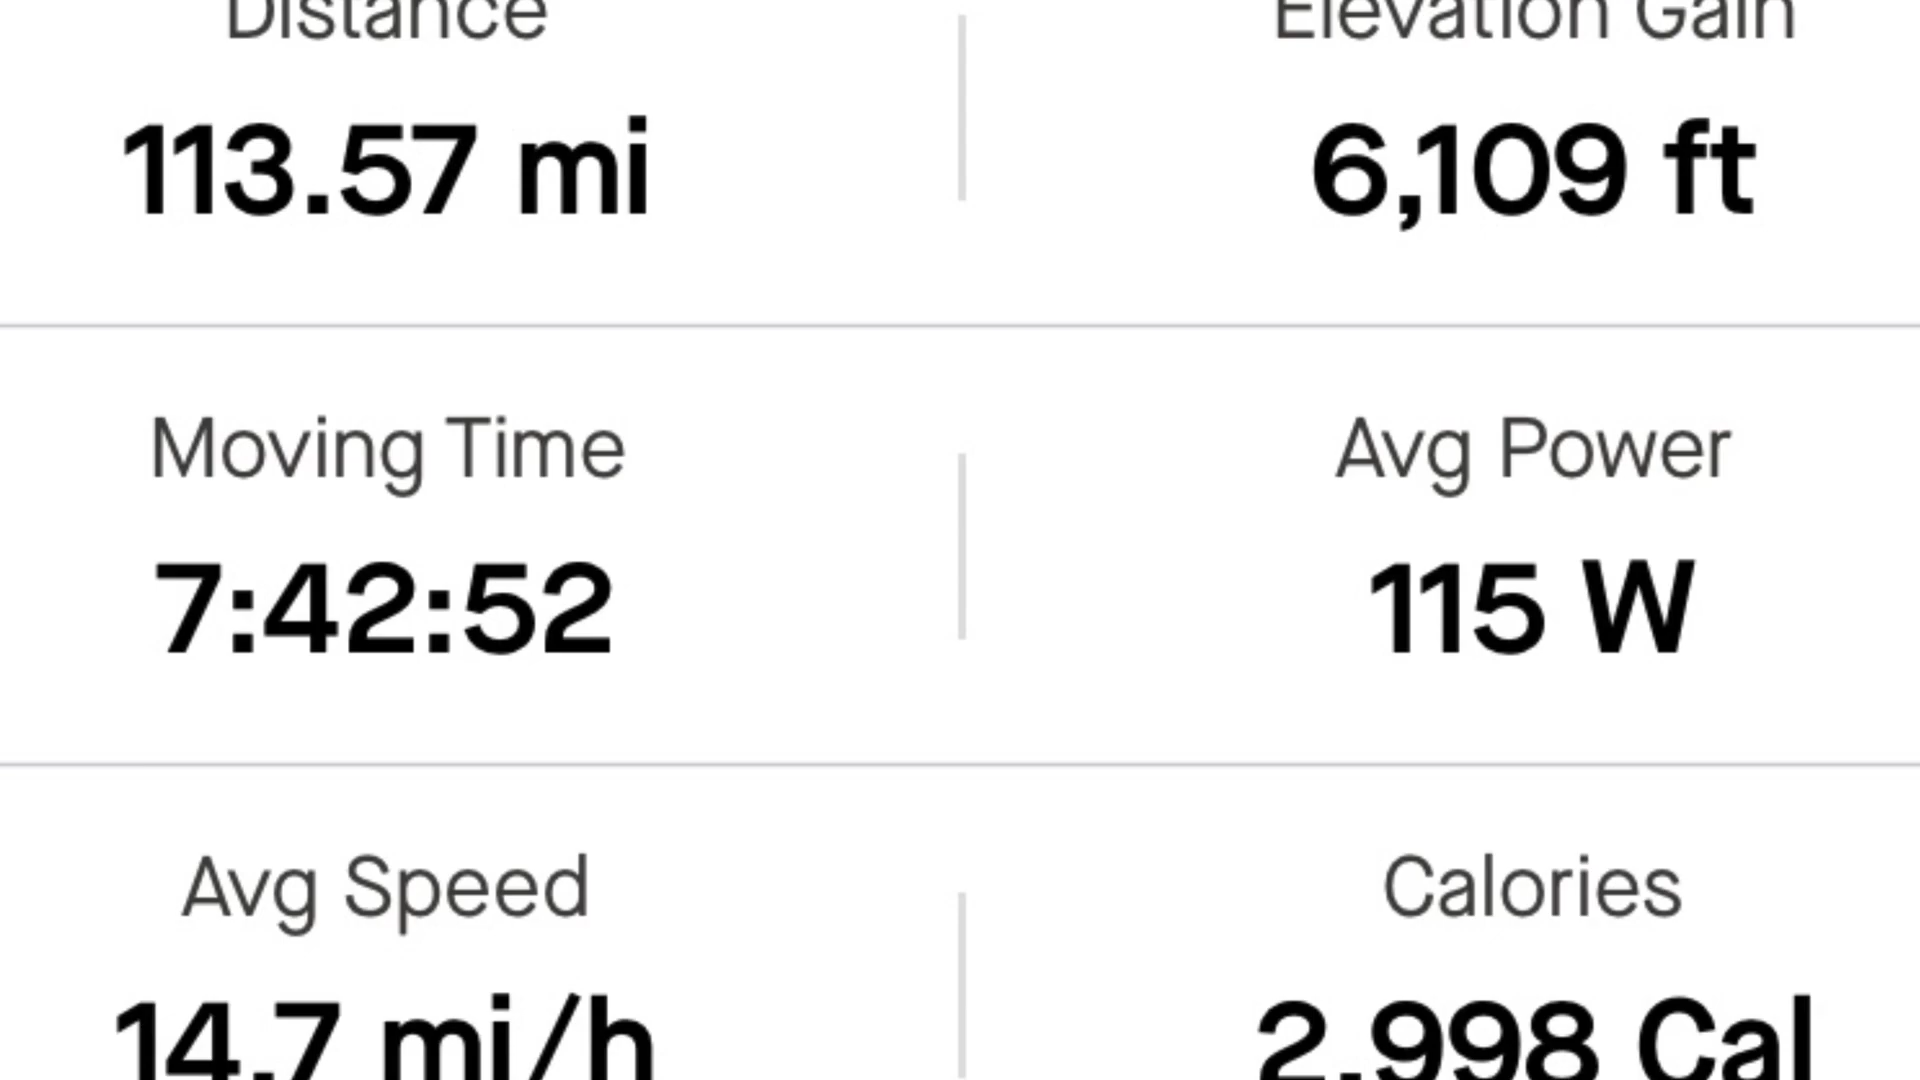 Distance Elevation Gain
113.57 mi 6,109 ft
Moving Time Avg Power
7:42:52 115 W
Avg Speed Calories
14.7 mi/h 2,998 Cal